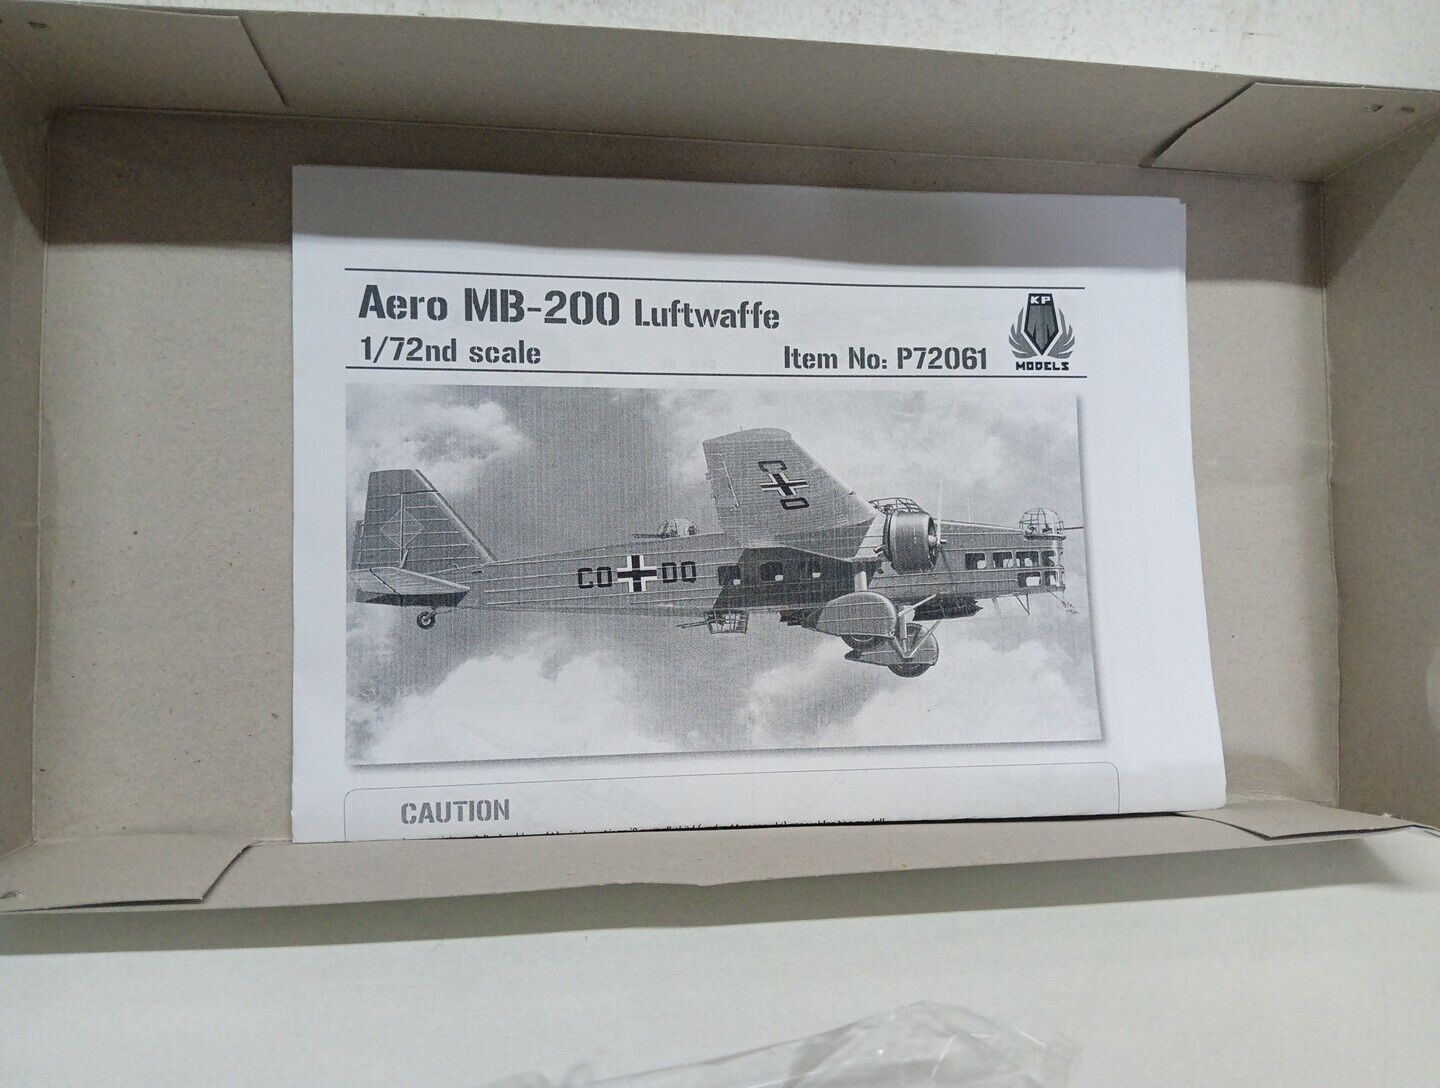 Aero MB-200 Luftwaffe
1/72nd scale
Item No: P72061
KP
MODELS
C
D
CO DQ
CAUTION